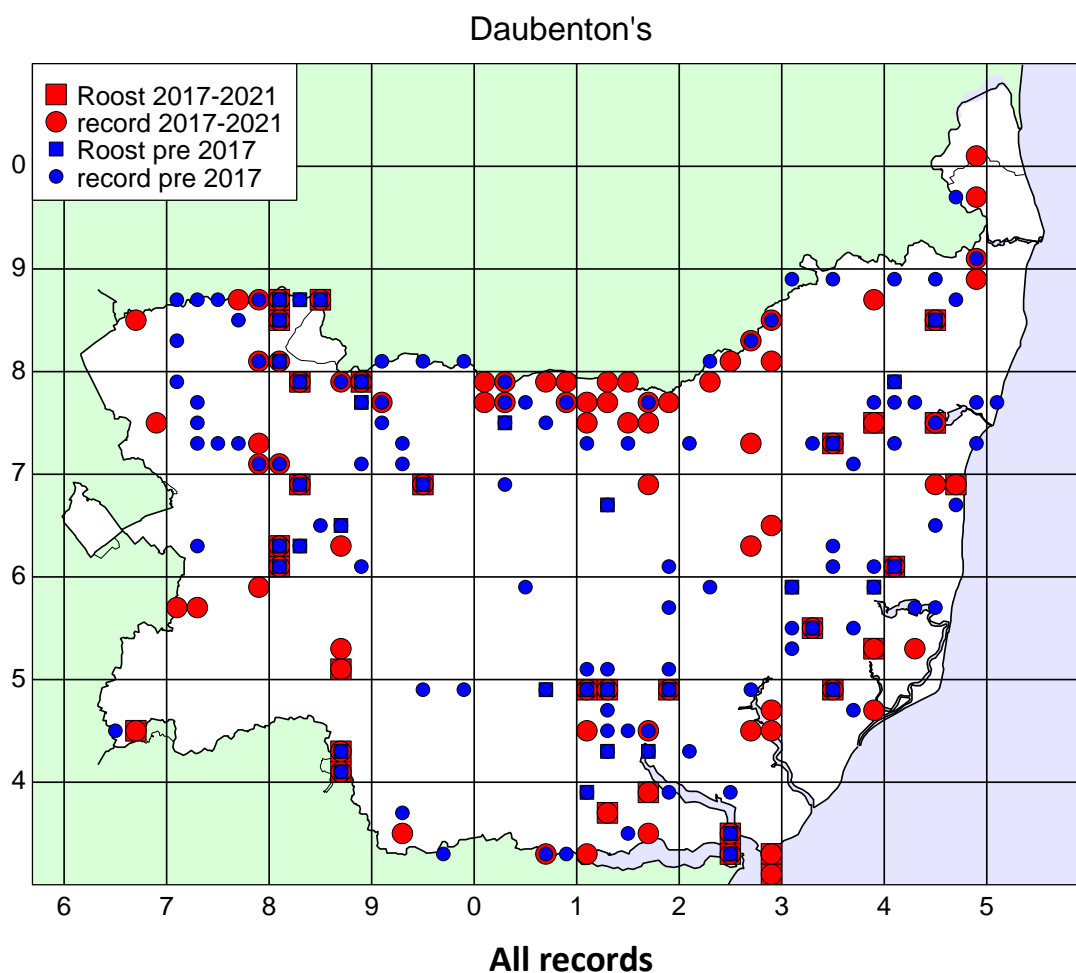 Daubenton's
Roost 2017-2021
record 2017-2021
Roost pre 2017
record pre 2017
0
9
8
7
6
5
4
6 7 8 9 0 1 2 3 4 5
All records